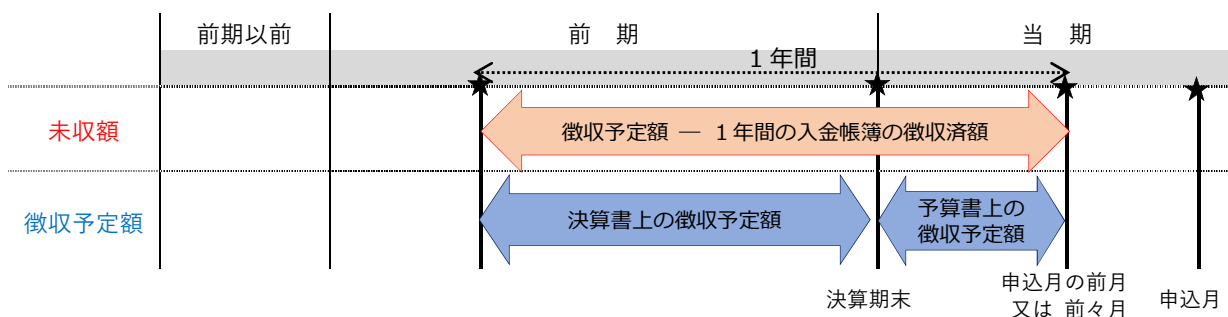 前期以前
前　期
当　期
１年間
未収額
徴収予定額 ― １年間の入金帳簿の徴収済額
徴収予定額
決算書上の徴収予定額
予算書上の
徴収予定額
決算期末
申込月の前月
又は 前々月
申込月